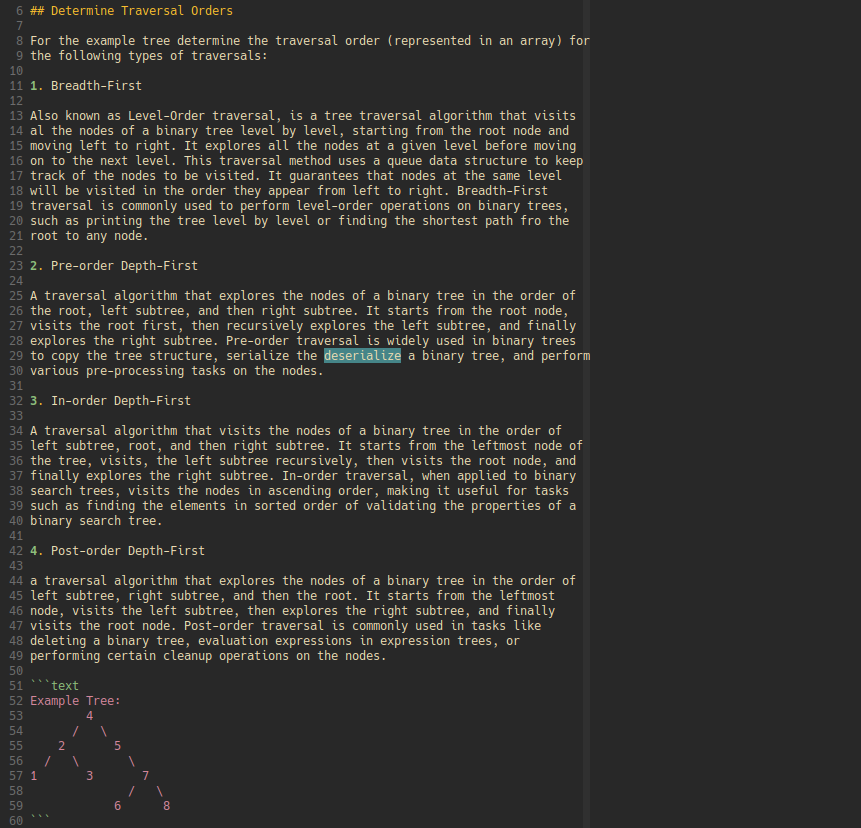 6 ## Determine Traversal Orders
7
8 For the example tree determine the traversal order (represented in an array) for
9 the following types of traversals:
10
11 1. Breadth-First
12
13 Also known as Level-Order traversal, is a tree traversal algorithm that visits
14 al the nodes of a binary tree level by level, starting from the root node and
15 moving left to right. It explores all the nodes at a given level before moving
16 on to the next level. This traversal method uses a queue data structure to keep
17 track of the nodes to be visited. It guarantees that nodes at the same level
18 will be visited in the order they appear from left to right. Breadth-First
19 traversal is commonly used to perform level-order operations on binary trees,
20 such as printing the tree level by level or finding the shortest path fro the
21 root to any node.
22
23 2. Pre-order Depth-First
24
25 A traversal algorithm that explores the nodes of a binary tree in the order of
26 the root, left subtree, and then right subtree. It starts from the root node,
27 visits the root first, then recursively explores the left subtree, and finally
28 explores the right subtree. Pre-order traversal is widely used in binary trees
29 to copy the tree structure, serialize the deserialize a binary tree, and perform
30 various pre-processing tasks on the nodes.
31
32 3. In-order Depth-First
33
34 A traversal algorithm that visits the nodes of a binary tree in the order of
35 left subtree, root, and then right subtree. It starts from the leftmost node of
36 the tree, visits, the left subtree recursively, then visits the root node, and
37 finally explores the right subtree. In-order traversal, when applied to binary
38 search trees, visits the nodes in ascending order, making it useful for tasks
39 such as finding the elements in sorted order of validating the properties of a
40 binary search tree.
41
42 4. Post-order Depth-First
43
44 a traversal algorithm that explores the nodes of a binary tree in the order of
45 left subtree, right subtree, and then the root. It starts from the leftmost
46 node, visits the left subtree, then explores the right subtree, and finally
47 visits the root node. Post-order traversal is commonly used in tasks like
48 deleting a binary tree, evaluation expressions in expression trees, or
49 performing certain cleanup operations on the nodes.
50
51 ```text
52 Example Tree:
53         4
54       /   \
55     2       5
56   /   \       \
57 1       3       7
58               /   \
59             6      8
60 ```